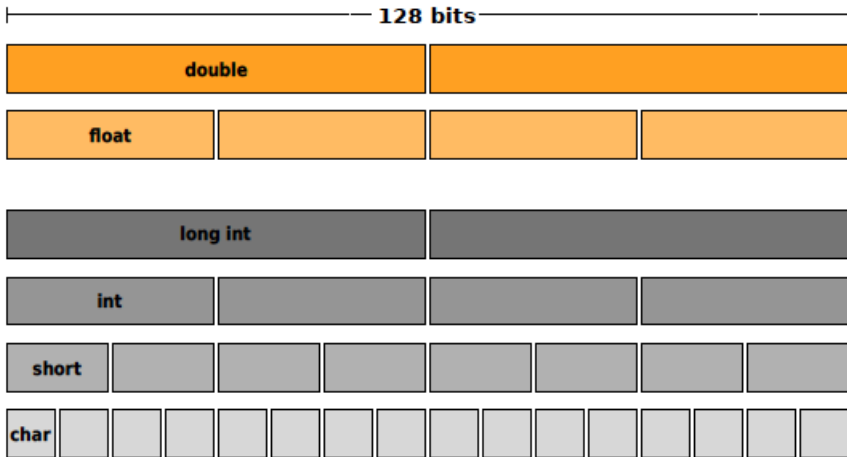 128 bits
double
float
long int
int
short
char